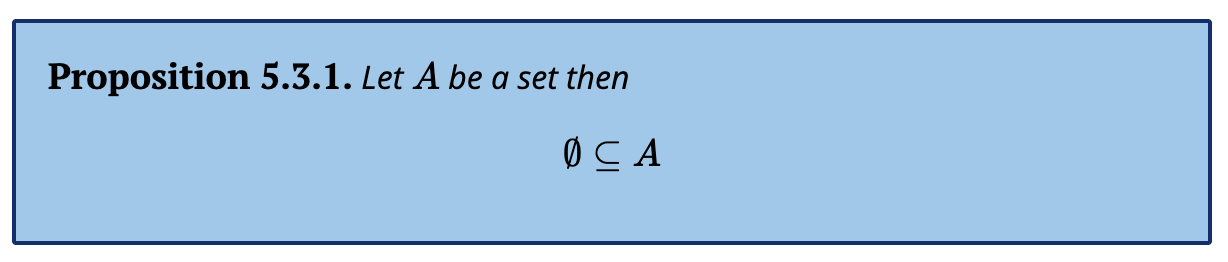 Proposition 5.3.1. Let A be a set then
∅ ⊆ A